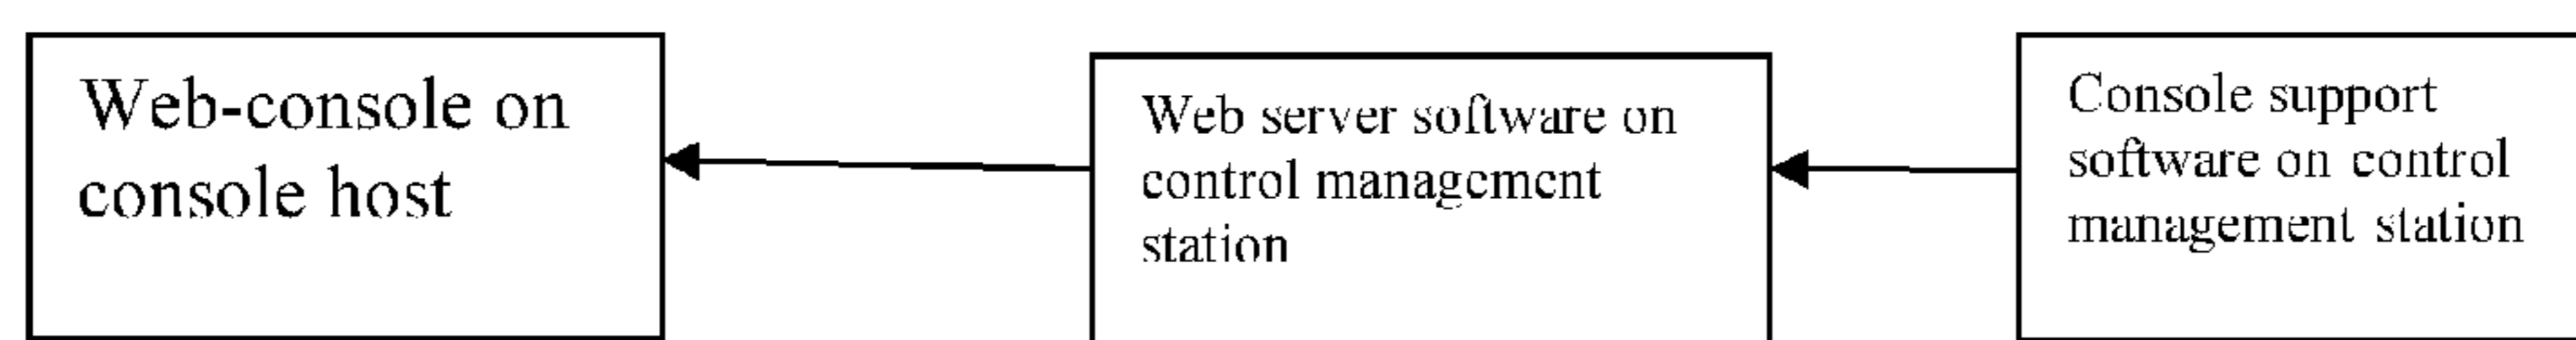 Web-console on
console host
Web server software on
control management
station
Console support
software on control
management station